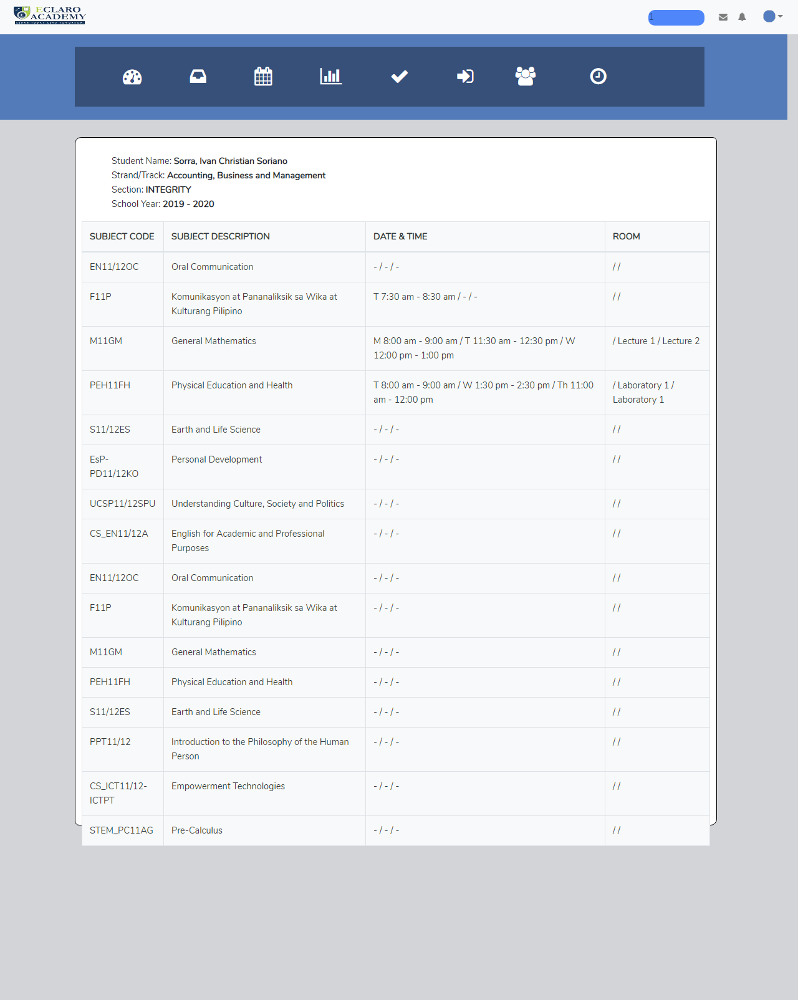 ECLARO
ACADEMY
LEARN TODAY. LEAD TOMORROW.
1
Student Name: Sorra, Ivan Christian Soriano
Strand/Track: Accounting, Business and Management
Section: INTEGRITY
School Year: 2019 - 2020
SUBJECT CODE SUBJECT DESCRIPTION DATE & TIME ROOM
EN11/12OC Oral Communication - / - / - / /
F11P Komunikasyon at Pananaliksik sa Wika at T 7:30 am - 8:30 am / - / - / /
Kulturang Pilipino
M11GM General Mathematics M 8:00 am - 9:00 am / T 11:30 am - 12:30 pm / W / Lecture 1 / Lecture 2
12:00 pm - 1:00 pm
PEH11FH Physical Education and Health T 8:00 am - 9:00 am / W 1:30 pm - 2:30 pm / Th 11:00 / Laboratory 1 /
am - 12:00 pm Laboratory 1
S11/12ES Earth and Life Science - / - / - / /
EsP- Personal Development - / - / - / /
PD11/12KO
UCSP11/12SPU Understanding Culture, Society and Politics - / - / - / /
CS_EN11/12A English for Academic and Professional - / - / - / /
Purposes
EN11/12OC Oral Communication - / - / - / /
F11P Komunikasyon at Pananaliksik sa Wika at - / - / - / /
Kulturang Pilipino
M11GM General Mathematics - / - / - / /
PEH11FH Physical Education and Health - / - / - / /
S11/12ES Earth and Life Science - / - / - / /
PPT11/12 Introduction to the Philosophy of the Human - / - / - / /
Person
CS_ICT11/12- Empowerment Technologies - / - / - / /
ICTPT
STEM_PC11AG Pre-Calculus - / - / - / /